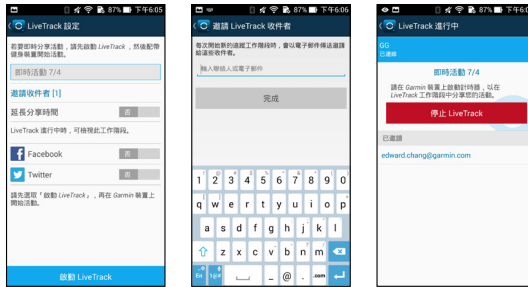 87% 下午6:05
LiveTrack 設定
若要即時分享活動，請先啟動 LiveTrack，然後配帶
健身裝置開始活動。
即時活動 7/4
邀請收件者 [1]
延長分享時間
否
LiveTrack 進行中時，可檢視此工作階段。
Facebook
否
Twitter
否
請先選取「啟動 LiveTrack」，再在 Garmin 裝置上
開始活動。
啟動 LiveTrack
87% 下午6:06
邀請 LiveTrack 收件者
每次開始新的追蹤工作階段時，會以電子郵件傳送邀請
給這些收件者。
輸入聯絡人或電子郵件
完成
1 2 3 4 5 6 7 8 9 0
q w e r t y u i o p
a s d f g h j k l
z x c v b n m
En 1@# _ @ . .com
87% 下午6:0
LiveTrack 進行中
GG
已連線
即時活動 7/4
請在 Garmin 裝置上啟動計時器，以在
LiveTrack 工作階段中分享您的活動。
停止 LiveTrack
已邀請
edward.chang@garmin.com